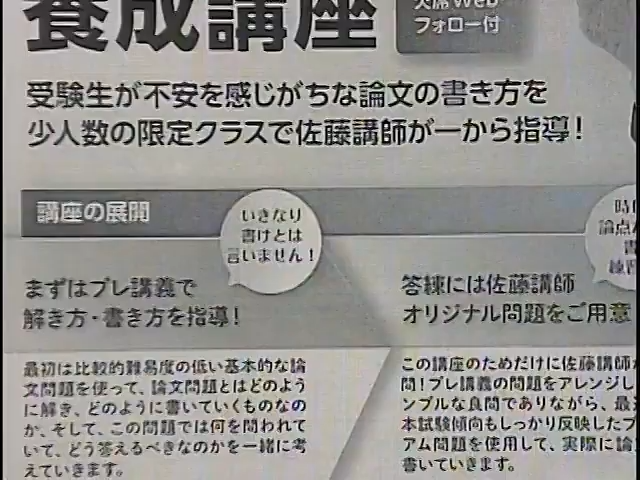 養成講座
欠席Web
フォロー付
受験生が不安を感じがちな論文の書き方を
少人数の限定クラスで佐藤講師が一から指導!
講座の展開
いきなり
書けとは
言いません!
まずはプレ講義で
解き方・書き方を指導!
最初は比較的難易度の低い基本的な論
文問題を使って、論文問題とはどのよう
に解き、どのように書いていくものなの
か、そして、この問題では何を問われて
いて、どう答えるべきなのかを一緒に考
えていきます。
論点
練習
答練には佐藤講師
オリジナル問題をご用意
この講座のためだけに佐藤講師が
問!プレ講義の問題をアレンジし
ンプルな良問でありながら、最
本試験傾向もしっかり反映したプ
アム問題を使用して、実際に論
書いていきます。